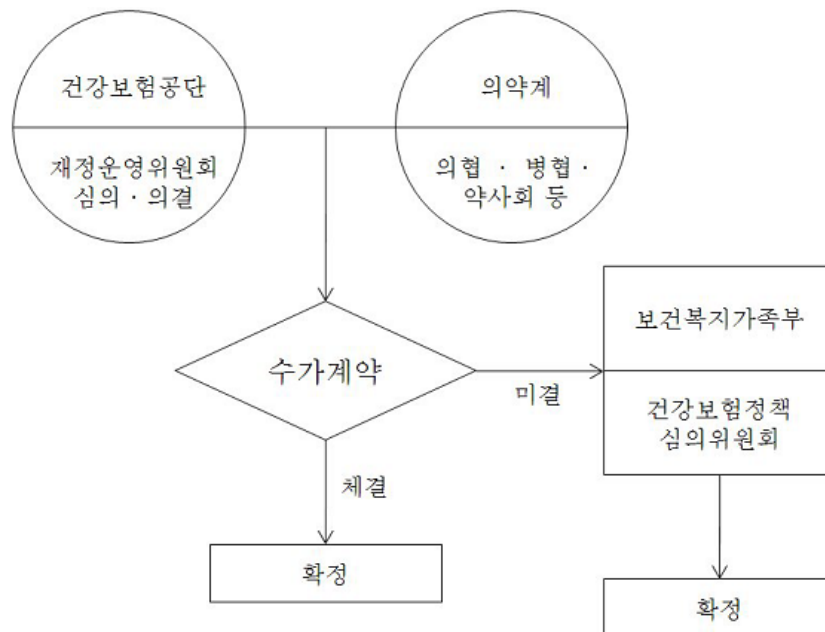 건강보험공단
재정운영위원회
심의·의결
의약계
의협 · 병협 ·
약사회 등
수가계약
미결
보건복지가족부
건강보험정책
심의위원회
체결
확정
확정